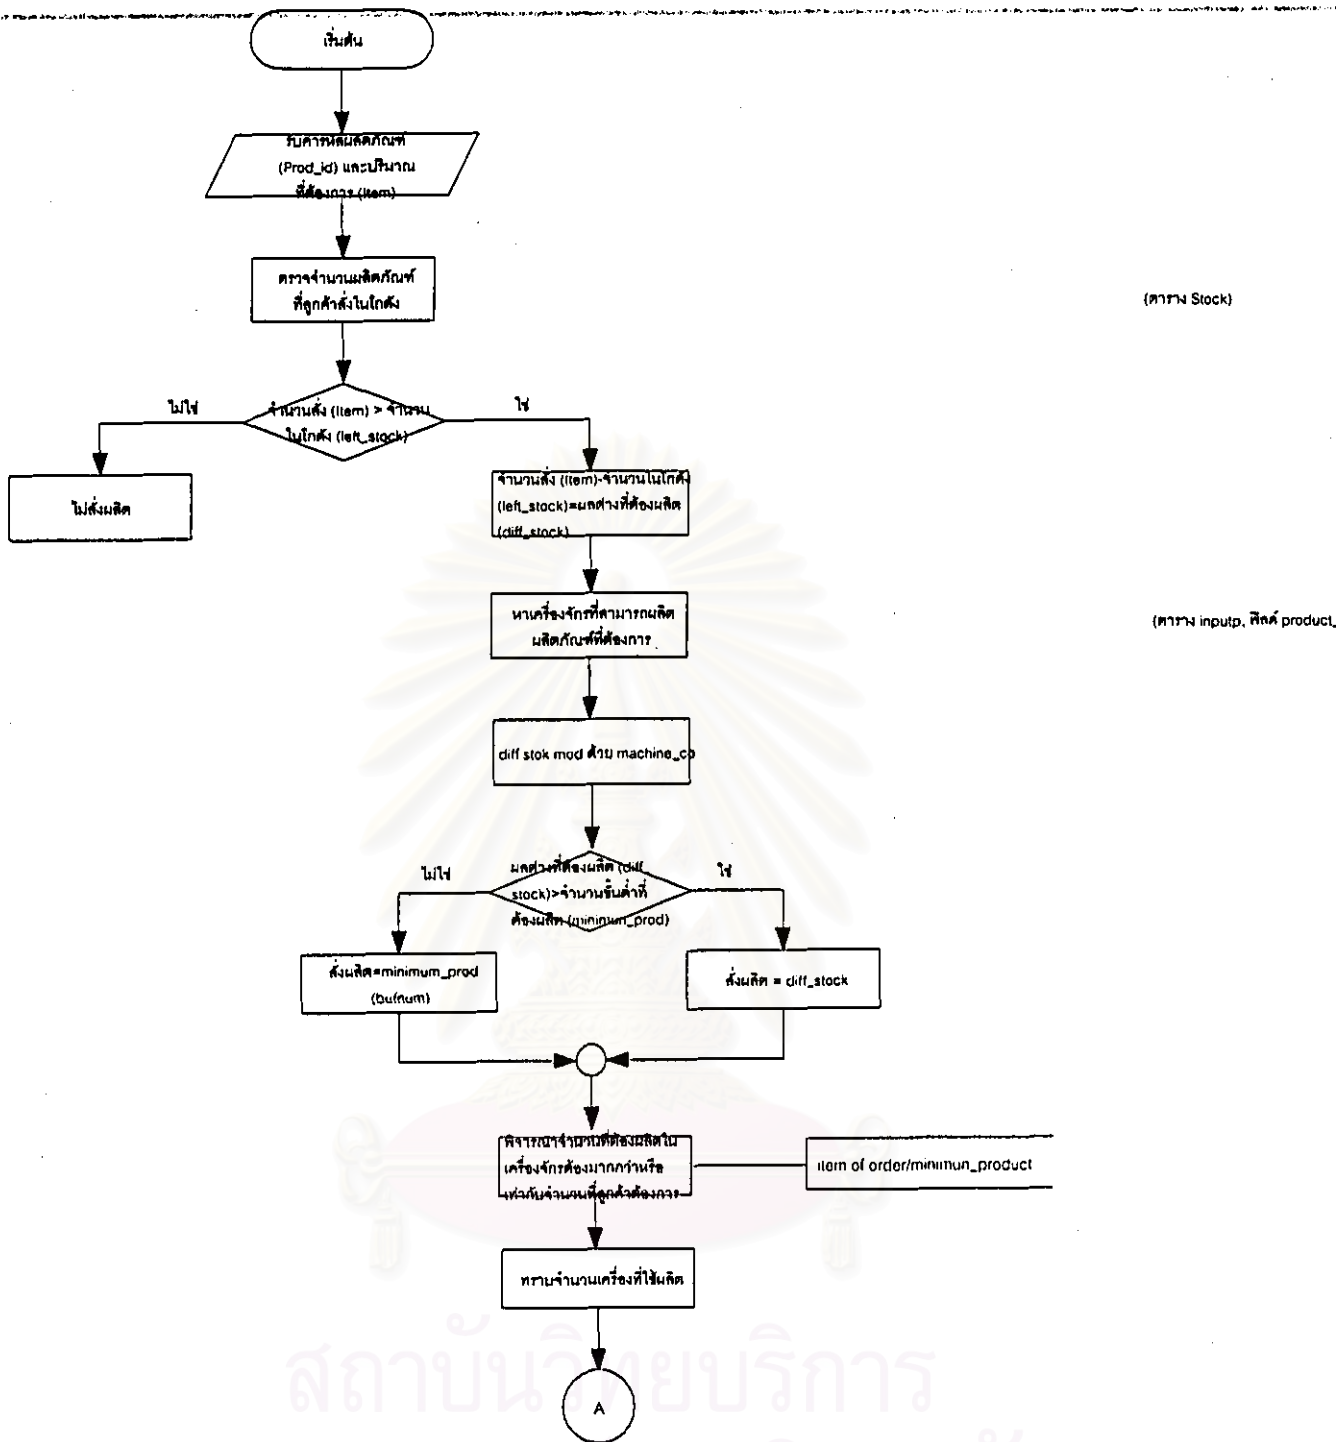 เริ่มต้น
รับค่ารหัสผลิตภัณฑ์
(Prod_id) และปริมาณ
ที่ต้องการ (Item)
ตรวจจำนวนผลิตภัณฑ์
ที่ลูกค้าสั่งในโกดัง
(ตาราง Stock)
ไม่ใช่
จำนวนสั่ง (Item) > จำนวน
ในโกดัง (left_stock)
ใช่
ไม่สั่งผลิต
จำนวนสั่ง (Item)-จำนวนในโกดัง
(left_stock)=ผลต่างที่ต้องผลิต
(diff_stock)
หาเครื่องจักรที่สามารถผลิต
ผลิตภัณฑ์ที่ต้องการ
(ตาราง inputp, ฟิลด์ product_
diff stok mod ด้วย machine_cp
ไม่ใช่
ผลต่างที่ต้องผลิต (diff_
stock)>จำนวนขั้นต่ำที่
ต้องผลิต (minimun_prod)
ใช่
สั่งผลิต=minimum_prod
(bufnum)
สั่งผลิต = diff_stock
พิจารณาจำนวนที่ต้องผลิตใน
เครื่องจักรต้องมากกว่าหรือ
เท่ากับจำนวนที่ลูกค้าต้องการ
item of order/minimun_product
ทราบจำนวนเครื่องที่ใช้ผลิต
A
สถาบันวิทยบริการ